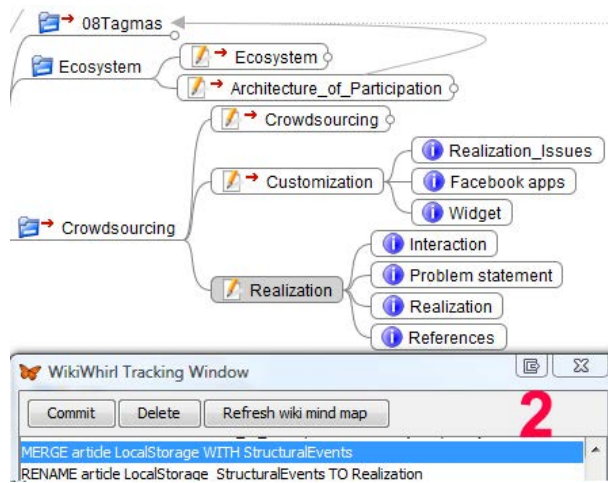 08Tagmas
Ecosystem
Ecosystem
Architecture_of_Participation
Crowdsourcing
Realization_Issues
Customization
Facebook apps
Widget
Crowdsourcing
Interaction
Problem statement
Realization
Realization
References
WikiWhirl Tracking Window
Commit Delete Refresh wiki mind map
2
MERGE article LocalStorage WITH StructuralEvents
RENAME article LocalStorage_StructuralEvents TO Realization